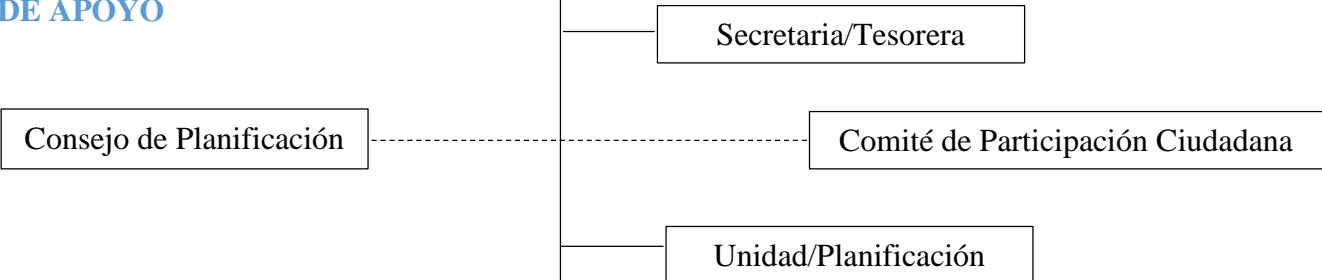 DE APOYO
Secretaria/Tesorera
Consejo de Planificación
Comité de Participación Ciudadana
Unidad/Planificación